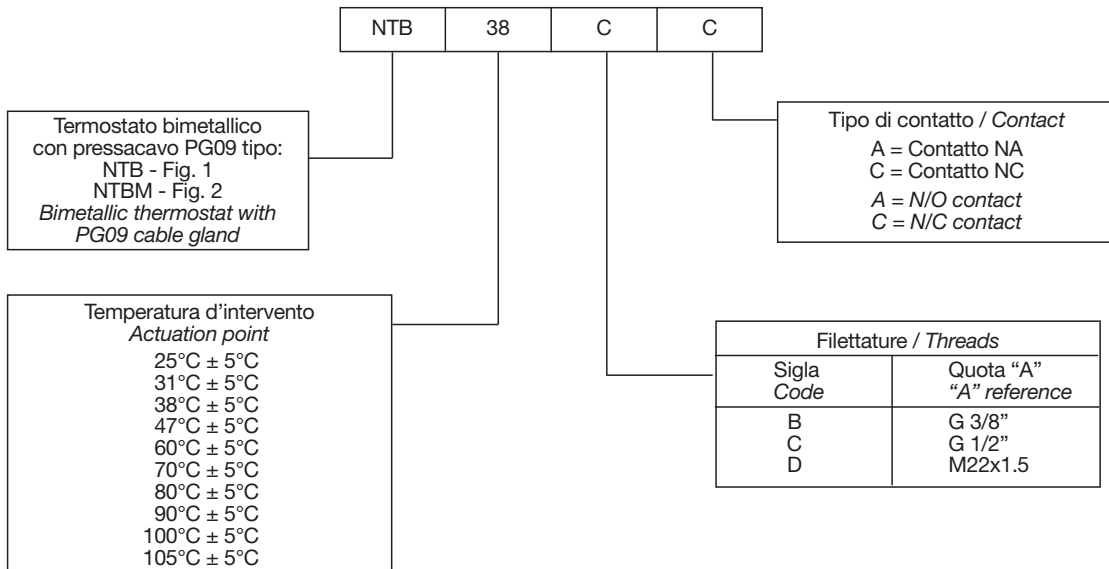 NTB 38 C C
Termostato bimetallico
con pressacavo PG09 tipo:
NTB - Fig. 1
NTBM - Fig. 2
Bimetallic thermostat with
PG09 cable gland
Tipo di contatto / Contact
A = Contatto NA
C = Contatto NC
A = N/O contact
C = N/C contact
Temperatura d’intervento
Actuation point
25°C ± 5°C
31°C ± 5°C
38°C ± 5°C
47°C ± 5°C
60°C ± 5°C
70°C ± 5°C
80°C ± 5°C
90°C ± 5°C
100°C ± 5°C
105°C ± 5°C
Filettature / Threads
Sigla Quota “A”
Code “A” reference
B G 3/8”
C G 1/2”
D M22x1.5